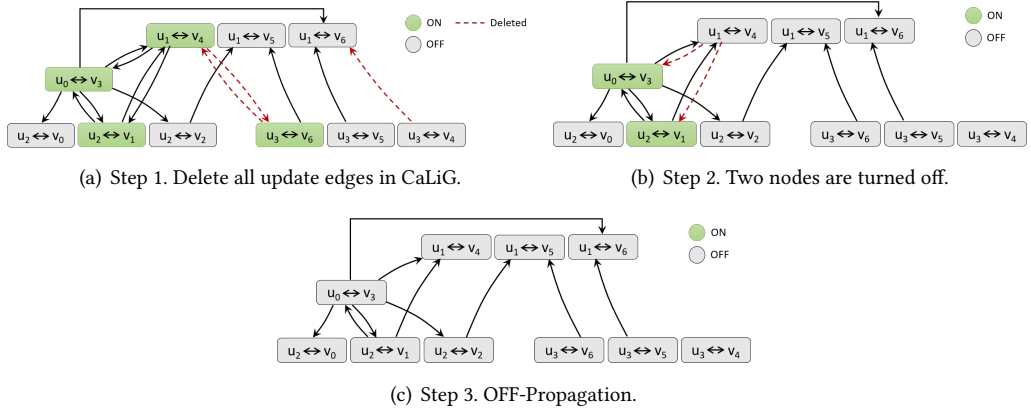 u1 ⇔ v4 u1 ⇔ v5 u1 ⇔ v6 ON Deleted
OFF
u0 ⇔ v3
u2 ⇔ v0 u2 ⇔ v1 u2 ⇔ v2 u3 ⇔ v6 u3 ⇔ v5 u3 ⇔ v4
(a) Step 1. Delete all update edges in CaLiG.
u1 ⇔ v4 u1 ⇔ v5 u1 ⇔ v6 ON
OFF
u0 ⇔ v3
u2 ⇔ v0 u2 ⇔ v1 u2 ⇔ v2 u3 ⇔ v6 u3 ⇔ v5 u3 ⇔ v4
(b) Step 2. Two nodes are turned off.
u1 ⇔ v4 u1 ⇔ v5 u1 ⇔ v6 ON
OFF
u0 ⇔ v3
u2 ⇔ v0 u2 ⇔ v1 u2 ⇔ v2 u3 ⇔ v6 u3 ⇔ v5 u3 ⇔ v4
(c) Step 3. OFF-Propagation.